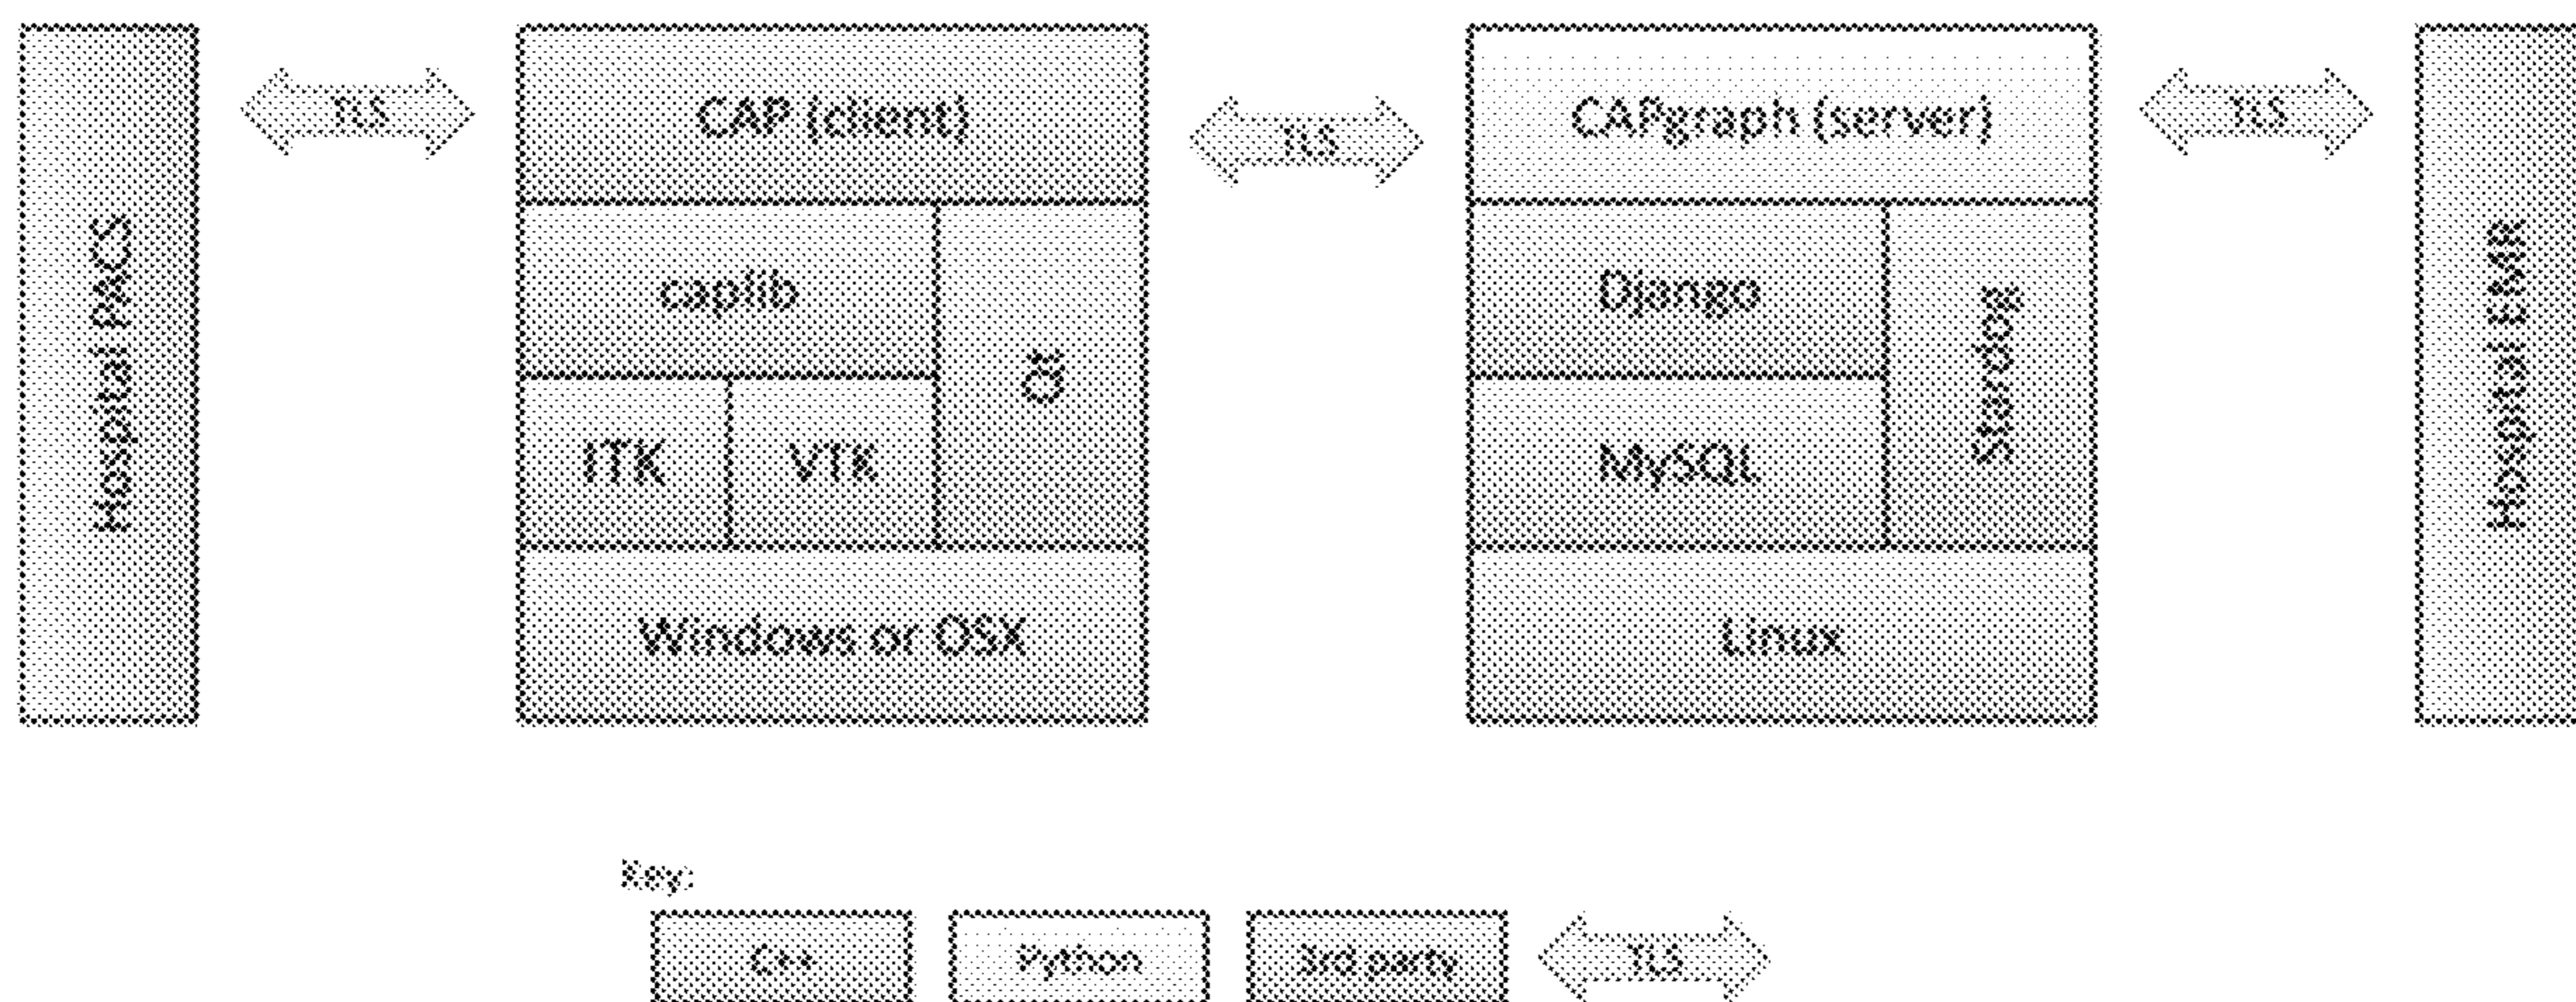 Hospital PACS
TLS
CAP (client)
caplib
Qt
ITK
VTK
Windows or OSX
TLS
CAPgraph (server)
Django
Stardog
MySQL
Linux
TLS
Hospital EMR
Key:
C++
Python
3rd party
TLS